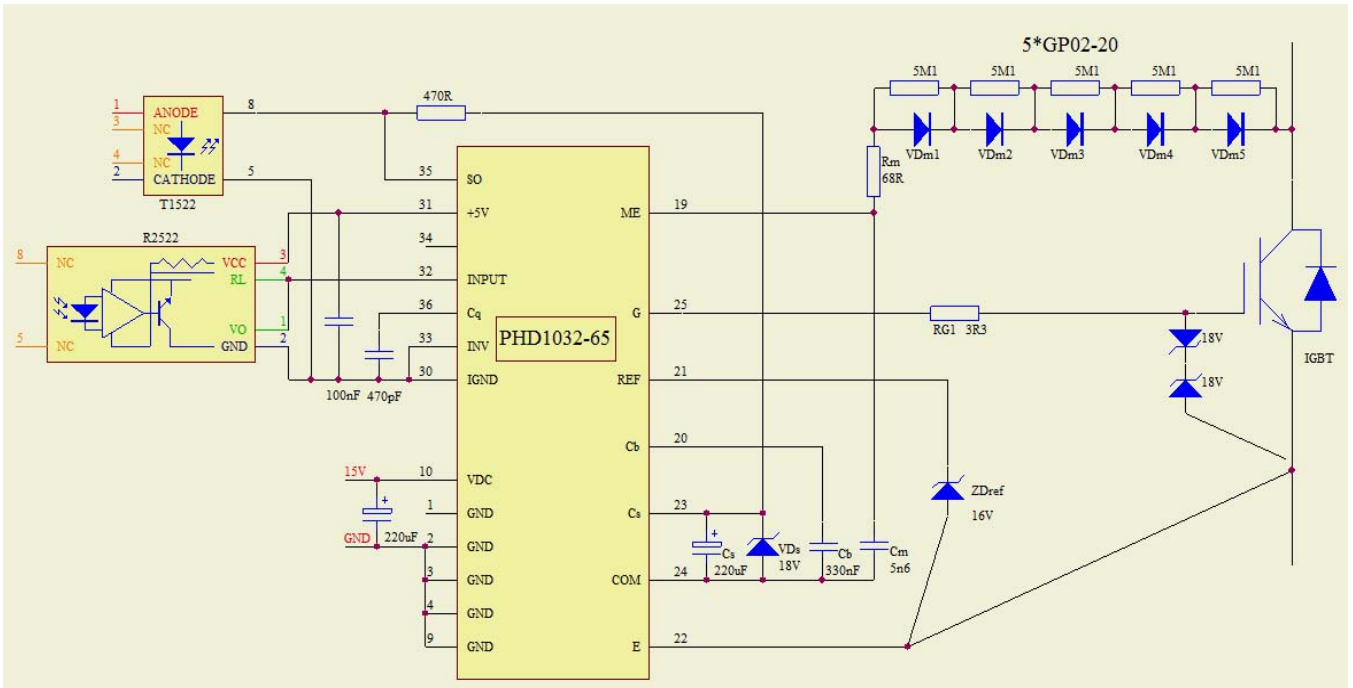 5*GP02-20
5M1 5M1 5M1 5M1 5M1
VDm1 VDm2 VDm3 VDm4 VDm5
Rm
68R
1 ANODE 8
3 NC
4 NC
2 CATHODE 5
T1522
470R
R2522
8 NC
5 NC
VCC 3
RL 4
VO 1
GND 2
100nF 470pF
35 SO
31 +5V
34
32 INPUT
36 Cq
33 INV
30 IGND
PHD1032-65
15V 10 VDC
1 GND
+
220uF
GND 2 GND
3 GND
4 GND
9 GND
ME 19
G 25
REF 21
Cb 20
Cs 23
COM 24
E 22
RG1 3R3
18V
18V
IGBT
ZDref
16V
+
Cs
220uF
VDs
18V
Cb
330nF
Cm
5n6